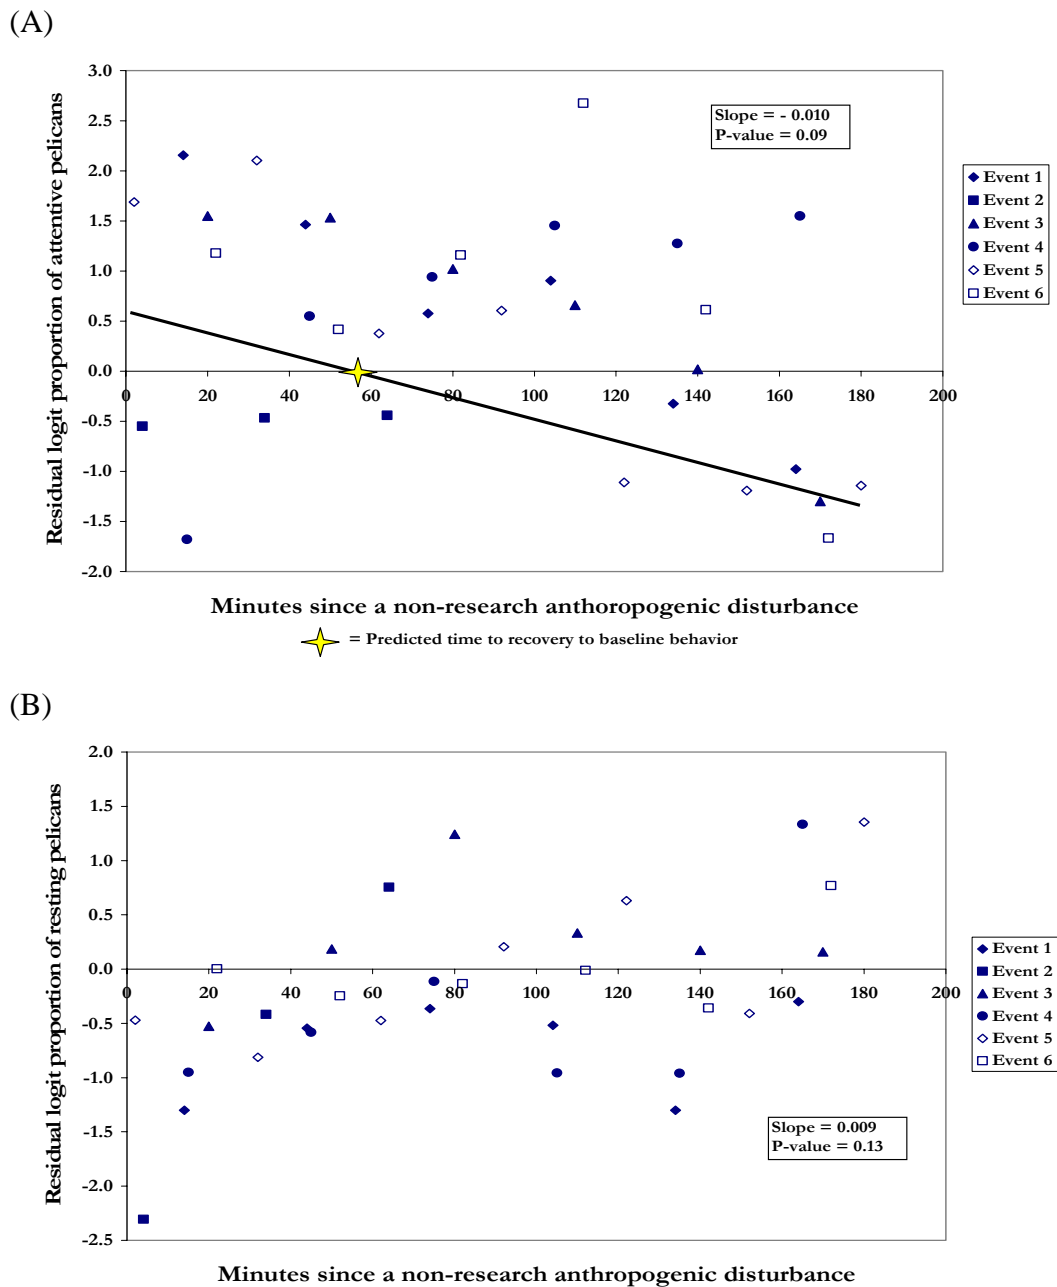 (A)
3.0
2.5
2.0
1.5
1.0
0.5
0.0
-0.5
-1.0
-1.5
-2.0
0 20 40 60 80 100 120 140 160 180 200
Residual logit proportion of attentive pelicans
Slope = - 0.010
P-value = 0.09
Event 1
Event 2
Event 3
Event 4
Event 5
Event 6
Minutes since a non-research anthoropogenic disturbance
= Predicted time to recovery to baseline behavior
(B)
2.0
1.5
1.0
0.5
0.0
-0.5
-1.0
-1.5
-2.0
-2.5
0 20 40 60 80 100 120 140 160 180 200
Residual logit proportion of resting pelicans
Event 1
Event 2
Event 3
Event 4
Event 5
Event 6
Slope = 0.009
P-value = 0.13
Minutes since a non-research anthropogenic disturbance